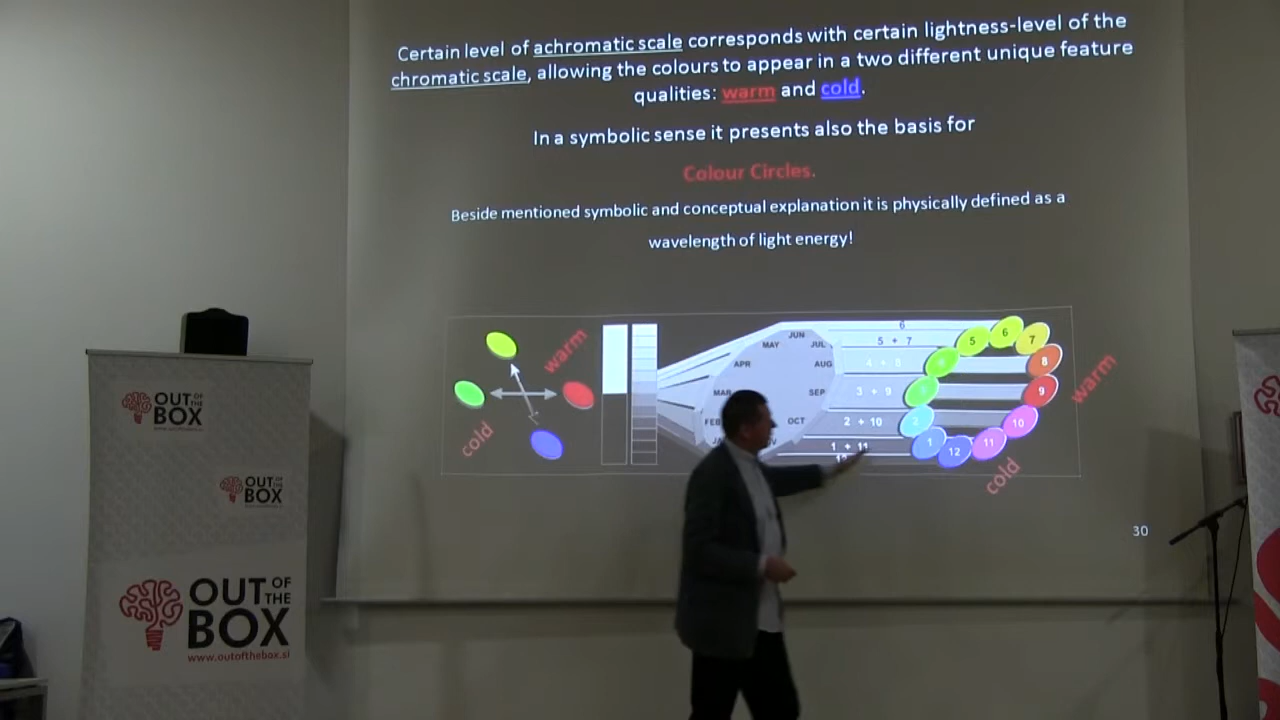 Certain level of achromatic scale corresponds with certain lightness-level of the
chromatic scale, allowing the colours to appear in a two different unique feature
qualities: warm and cold.
In a symbolic sense it presents also the basis for
Colour Circles.
Beside mentioned symbolic and conceptual explanation it is physically defined as a
wavelength of light energy!
warm
cold
JUN
MAY
JUL
APR
AUG
MAR
SEP
FEB
OCT
6
5 + 7
3 + 9
2 + 10
1 + 11
5
6
7
8
9
2
10
1
12
11
warm
cold
30
OUT OF THE BOX
OUT OF THE BOX
OUT OF THE BOX
www.outofthebox.si